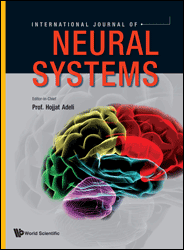 INTERNATIONAL JOURNAL OF
NEURAL
SYSTEMS
Editor-in-Chief
Prof. Hojjat Adeli
World Scientific